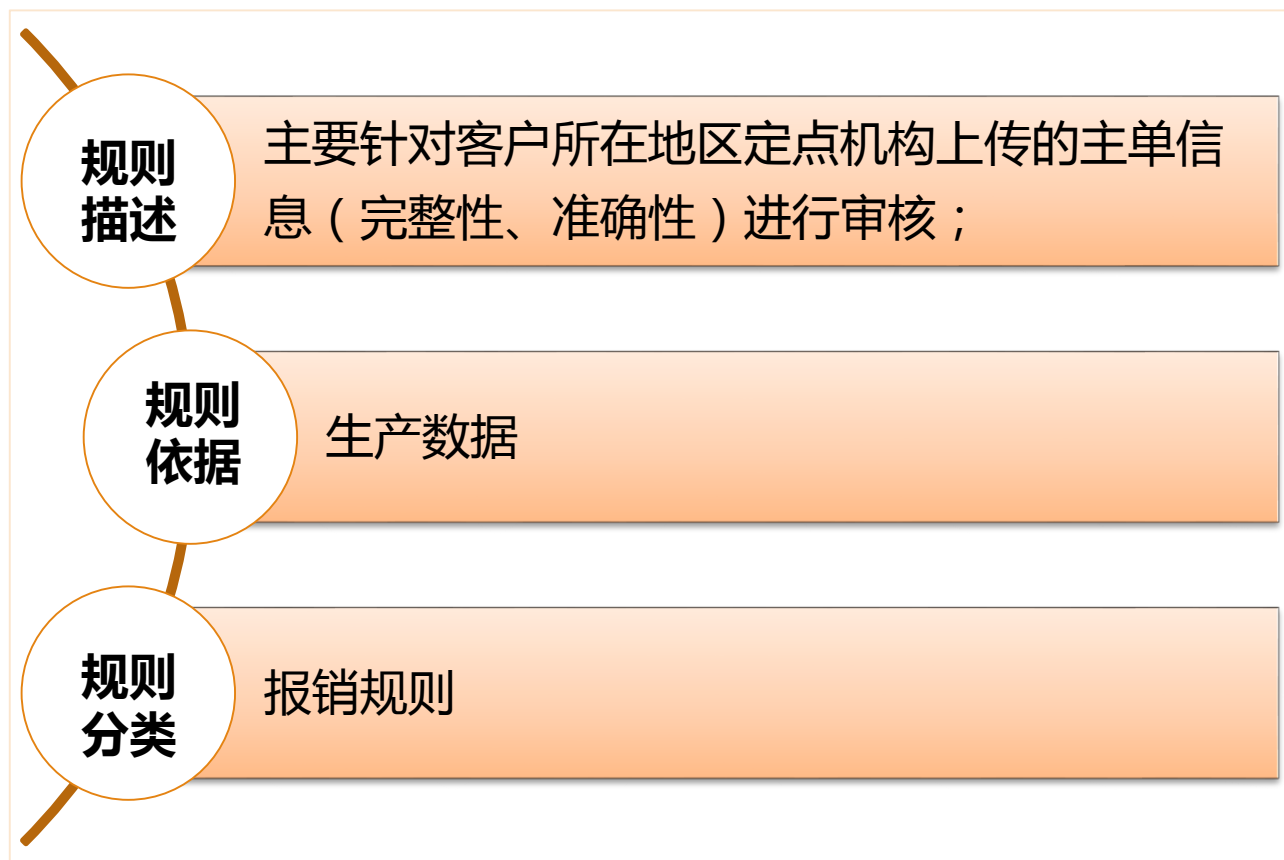 规则
描述
主要针对客户所在地区定点机构上传的主单信
息（完整性、准确性）进行审核；
规则
依据
生产数据
规则
分类
报销规则